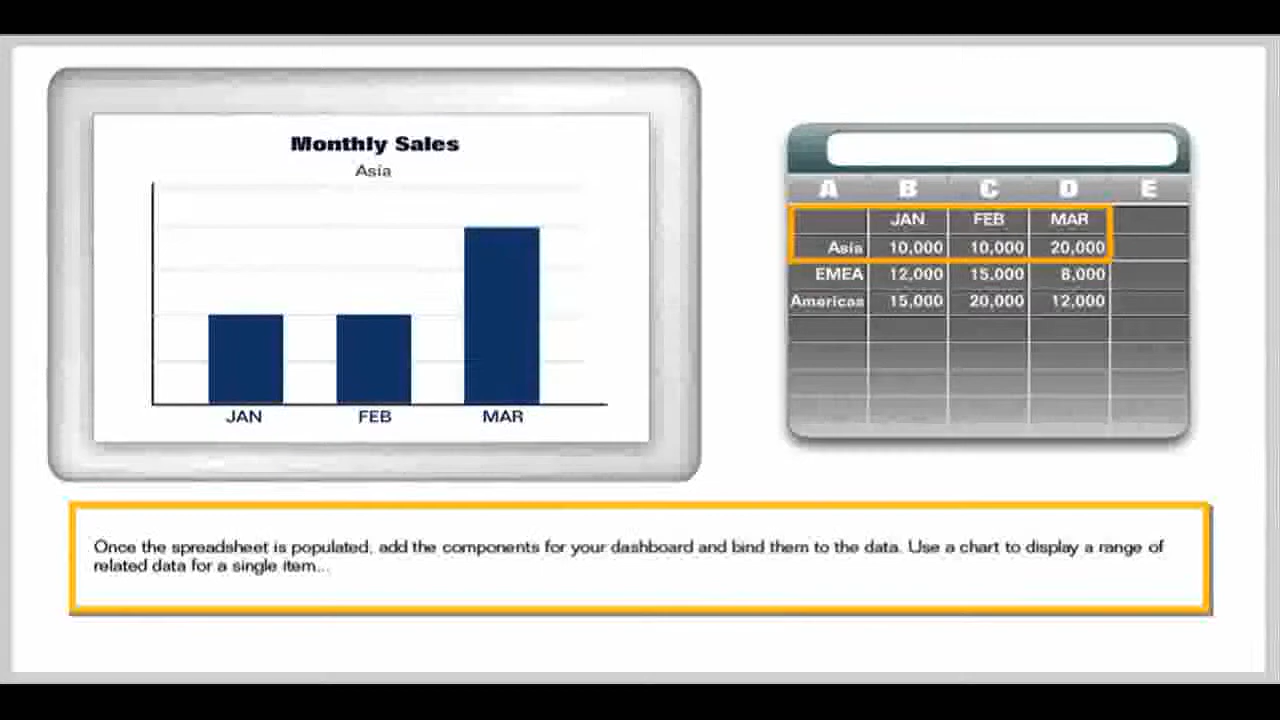 Monthly Sales
Asia
JAN FEB MAR
A B C D E
JAN FEB MAR
Asia 10,000 10,000 20,000
EMEA 12,000 15.000 8,000
Americas 15,000 20,000 12,000
Once the spreadsheet is populated, add the components for your dashboard and bind them to the data. Use a chart to display a range of
related data for a single item...